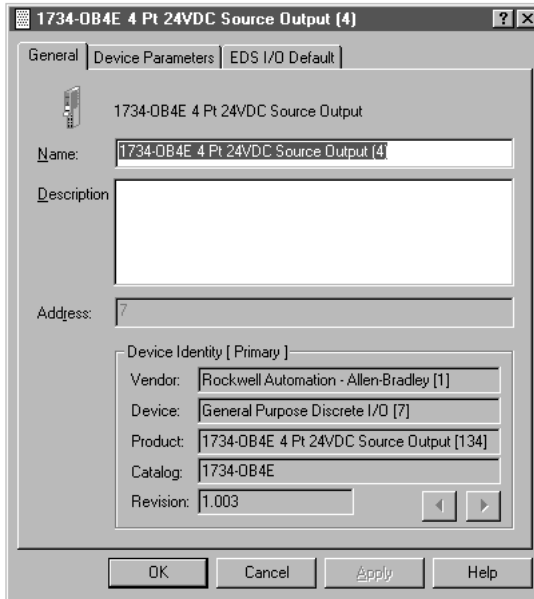 1734-OB4E 4 Pt 24VDC Source Output (4)
General Device Parameters EDS I/O Default
1734-OB4E 4 Pt 24VDC Source Output
Name: 1734-OB4E 4 Pt 24VDC Source Output (4)
Description
Address: 7
Device Identity [ Primary ]
Vendor: Rockwell Automation - Allen-Bradley [1]
Device: General Purpose Discrete I/O [7]
Product: 1734-OB4E 4 Pt 24VDC Source Output [134]
Catalog: 1734-OB4E
Revision: 1.003
OK Cancel Apply Help